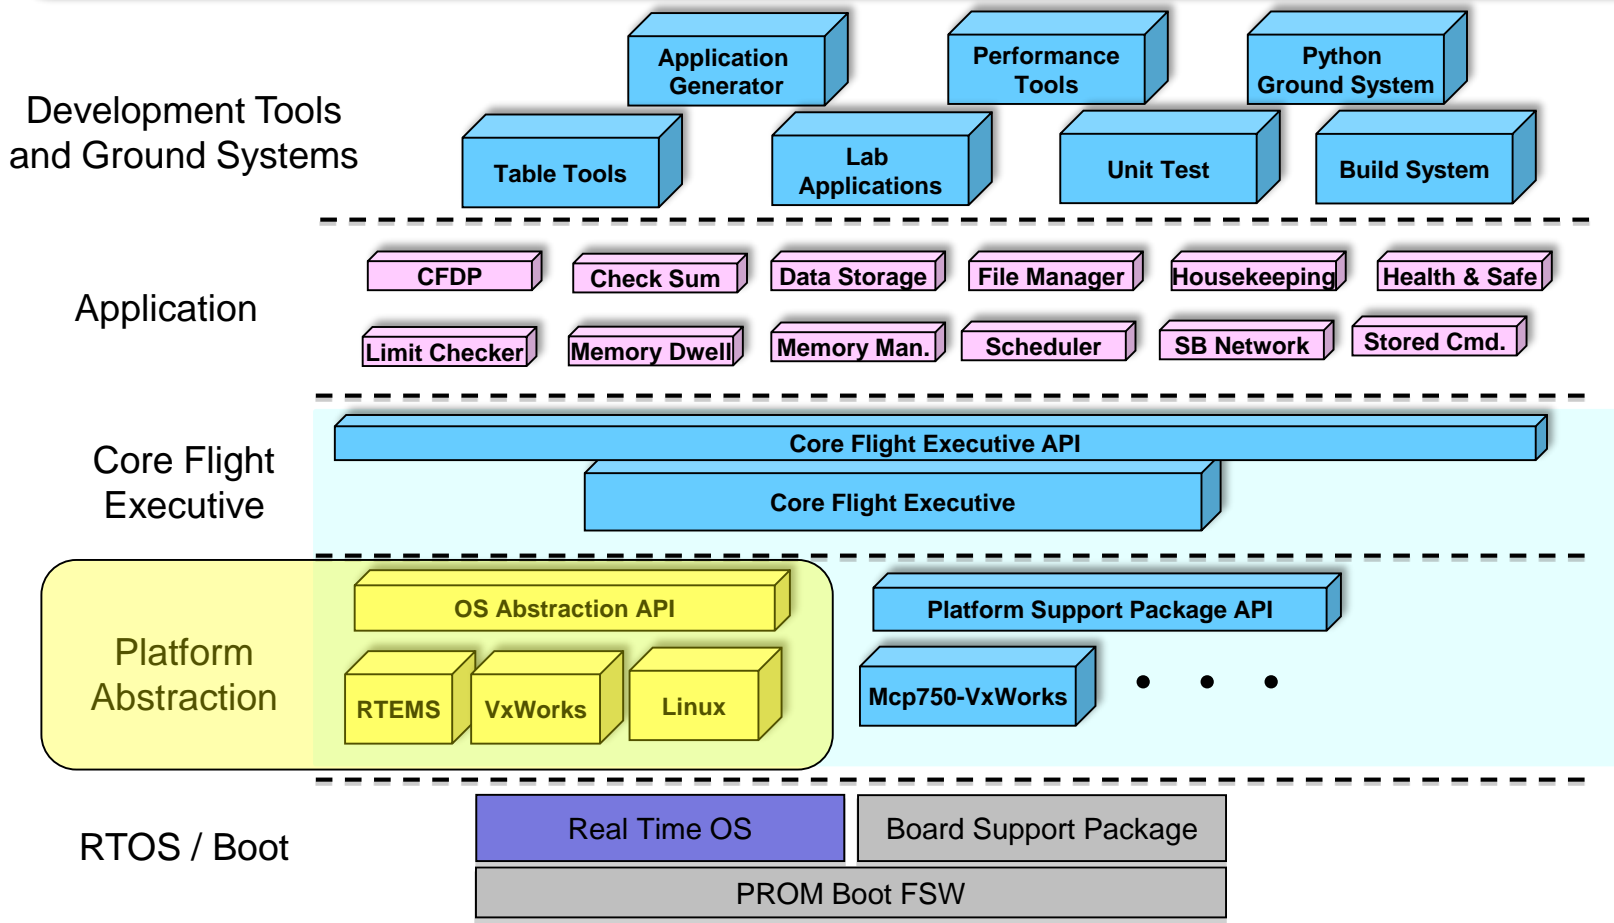 Development Tools
and Ground Systems
Application
Generator
Performance
Tools
Python
Ground System
Table Tools
Lab
Applications
Unit Test
Build System
Application
CFDP
Check Sum
Data Storage
File Manager
Housekeeping
Health & Safe
Limit Checker
Memory Dwell
Memory Man.
Scheduler
SB Network
Stored Cmd.
Core Flight
Executive
Core Flight Executive API
Core Flight Executive
Platform
Abstraction
OS Abstraction API
Platform Support Package API
RTEMS
VxWorks
Linux
Mcp750-VxWorks
• • •
RTOS / Boot
Real Time OS
Board Support Package
PROM Boot FSW